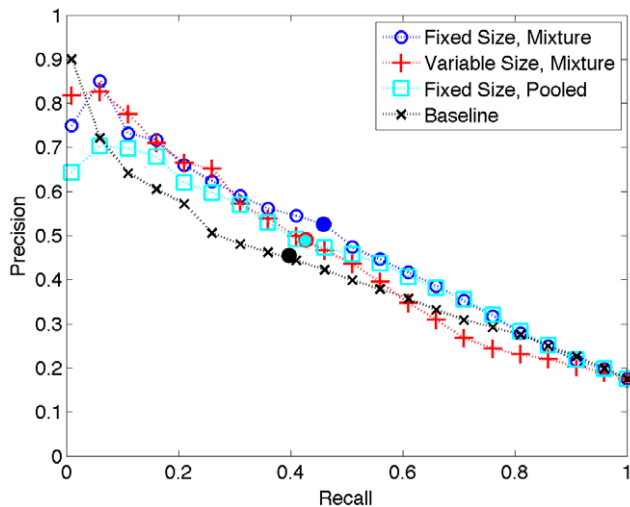 Fixed Size, Mixture
Variable Size, Mixture
Fixed Size, Pooled
Baseline
Precision
1
0.9
0.8
0.7
0.6
0.5
0.4
0.3
0.2
0.1
0
0 0.2 0.4 0.6 0.8 1
Recall